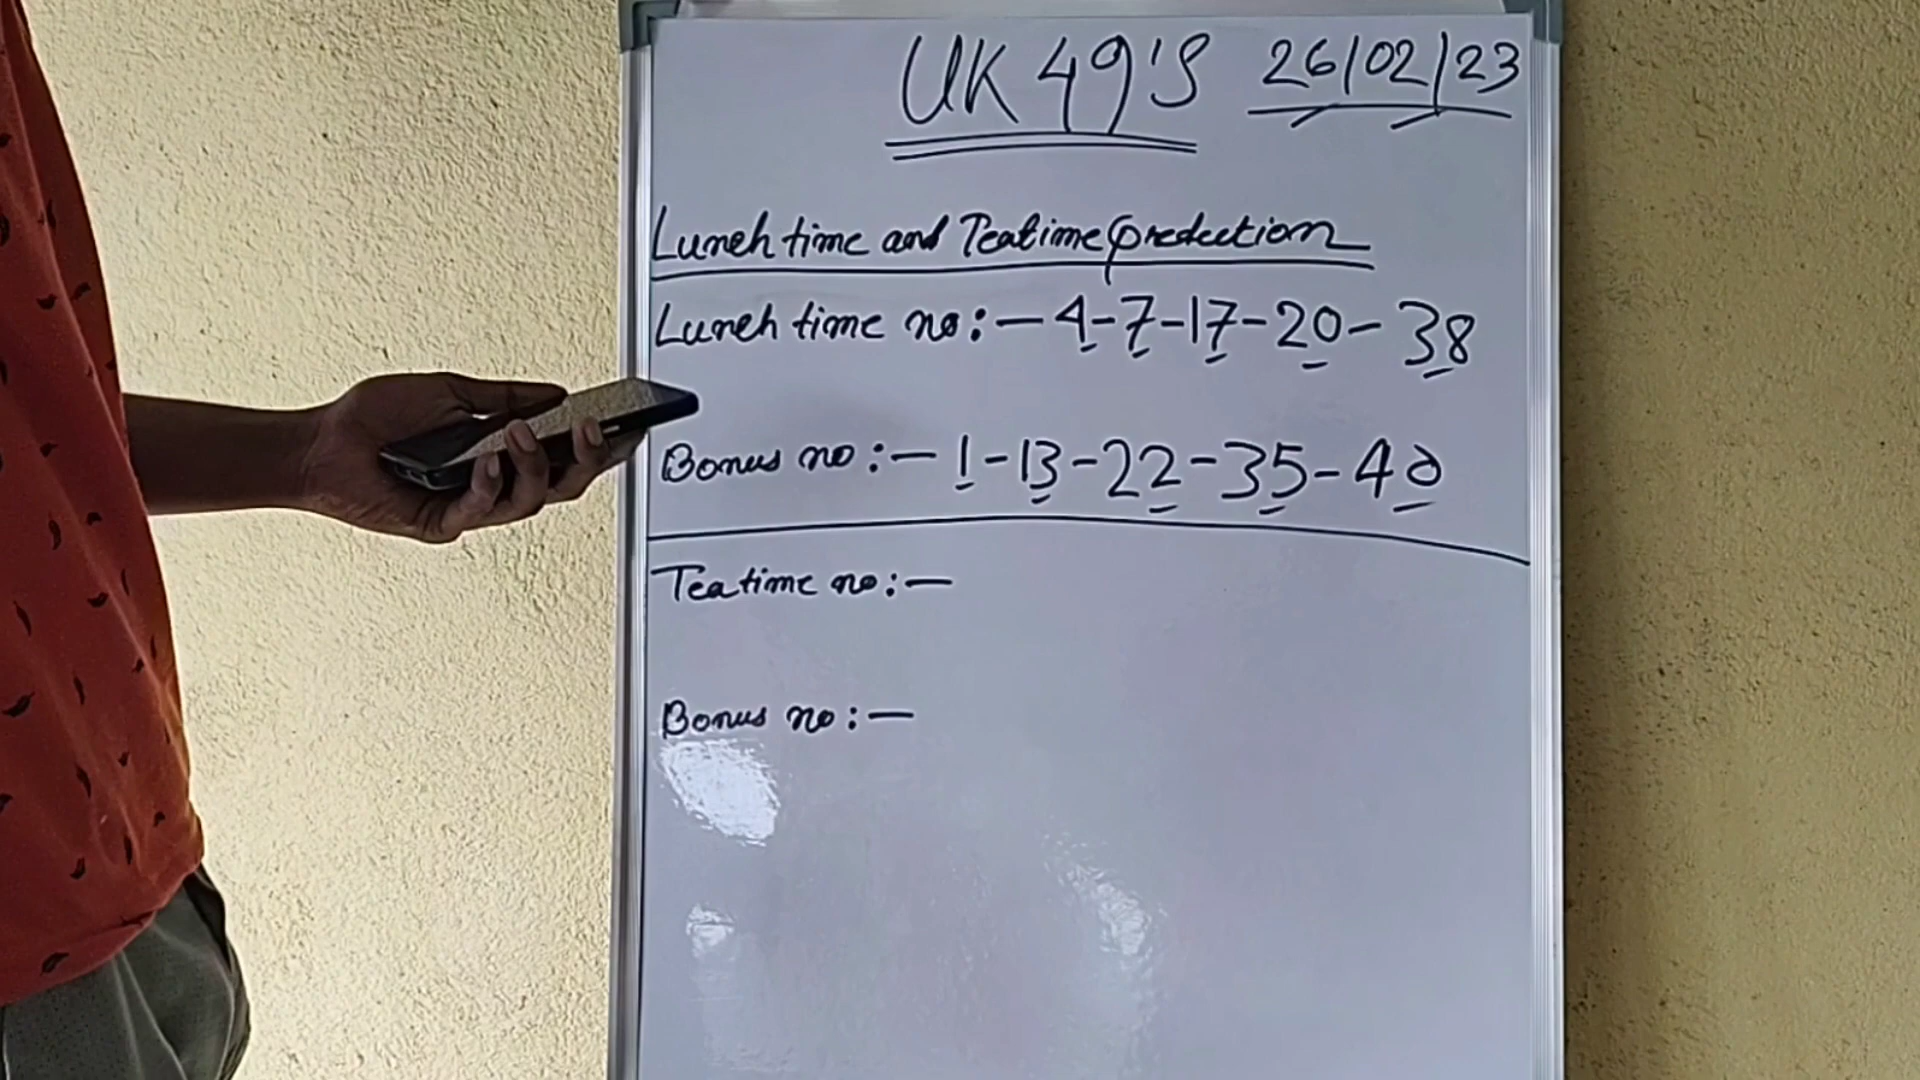 UK 49'S 26/02/23
Lunch time and Teatime prediction
Lunch time no:- 4-7-17-20-38
Bonus no:- 1-13-22-35-40
Teatime no:-
Bonus no:-